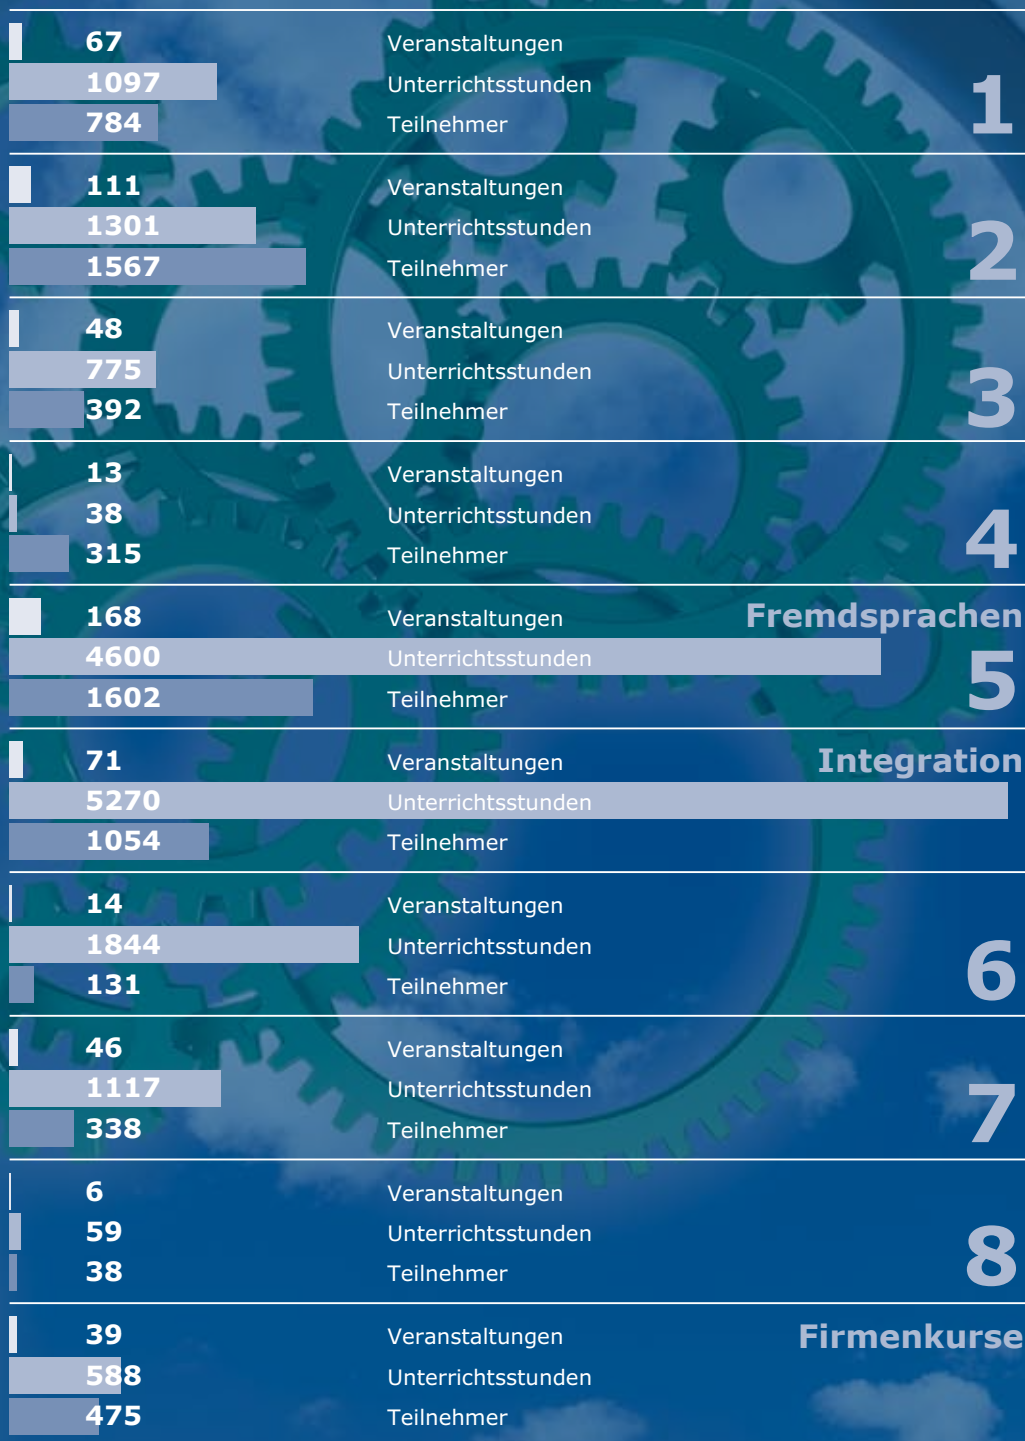 67 Veranstaltungen
1097 Unterrichtsstunden
784 Teilnehmer
1
111 Veranstaltungen
1301 Unterrichtsstunden
1567 Teilnehmer
2
48 Veranstaltungen
775 Unterrichtsstunden
392 Teilnehmer
3
13 Veranstaltungen
38 Unterrichtsstunden
315 Teilnehmer
4
168 Veranstaltungen Fremdsprachen
4600 Unterrichtsstunden
1602 Teilnehmer
5
71 Veranstaltungen Integration
5270 Unterrichtsstunden
1054 Teilnehmer
14 Veranstaltungen
1844 Unterrichtsstunden
131 Teilnehmer
6
46 Veranstaltungen
1117 Unterrichtsstunden
338 Teilnehmer
7
6 Veranstaltungen
59 Unterrichtsstunden
38 Teilnehmer
8
39 Veranstaltungen Firmenkurse
588 Unterrichtsstunden
475 Teilnehmer